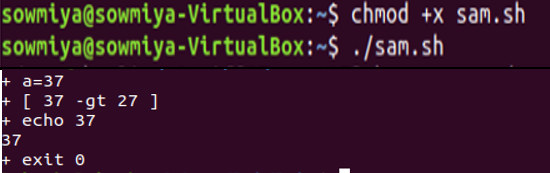 sowmiya@sowmiya-VirtualBox:~$ chmod +x sam.sh
sowmiya@sowmiya-VirtualBox:~$ ./sam.sh
+ a=37
+ [ 37 -gt 27 ]
+ echo 37
37
+ exit 0